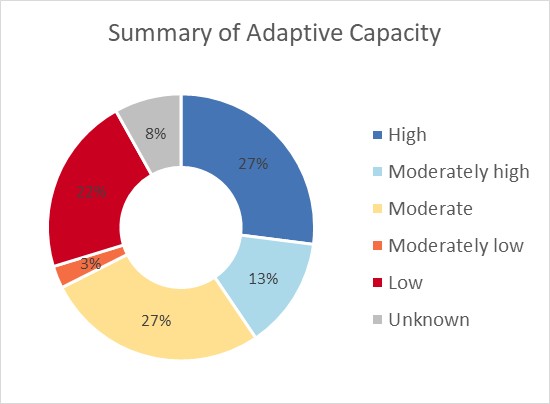 Summary of Adaptive Capacity
8%
27%
22%
3%
13%
27%
High
Moderately high
Moderate
Moderately low
Low
Unknown